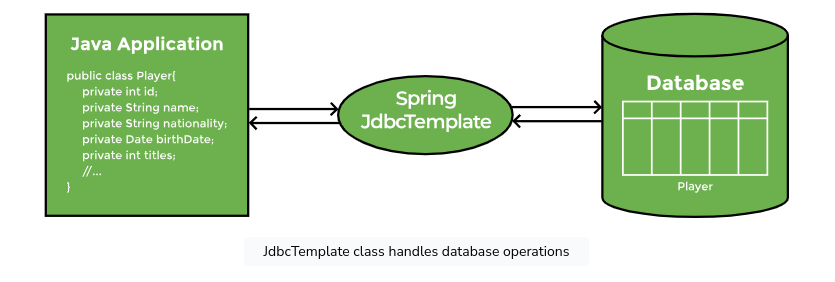 Java Application
public class Player{
private int id;
private String name;
private String nationality;
private Date birthDate;
private int titles;
//...
}
Spring
JdbcTemplate
Database
Player
JdbcTemplate class handles database operations